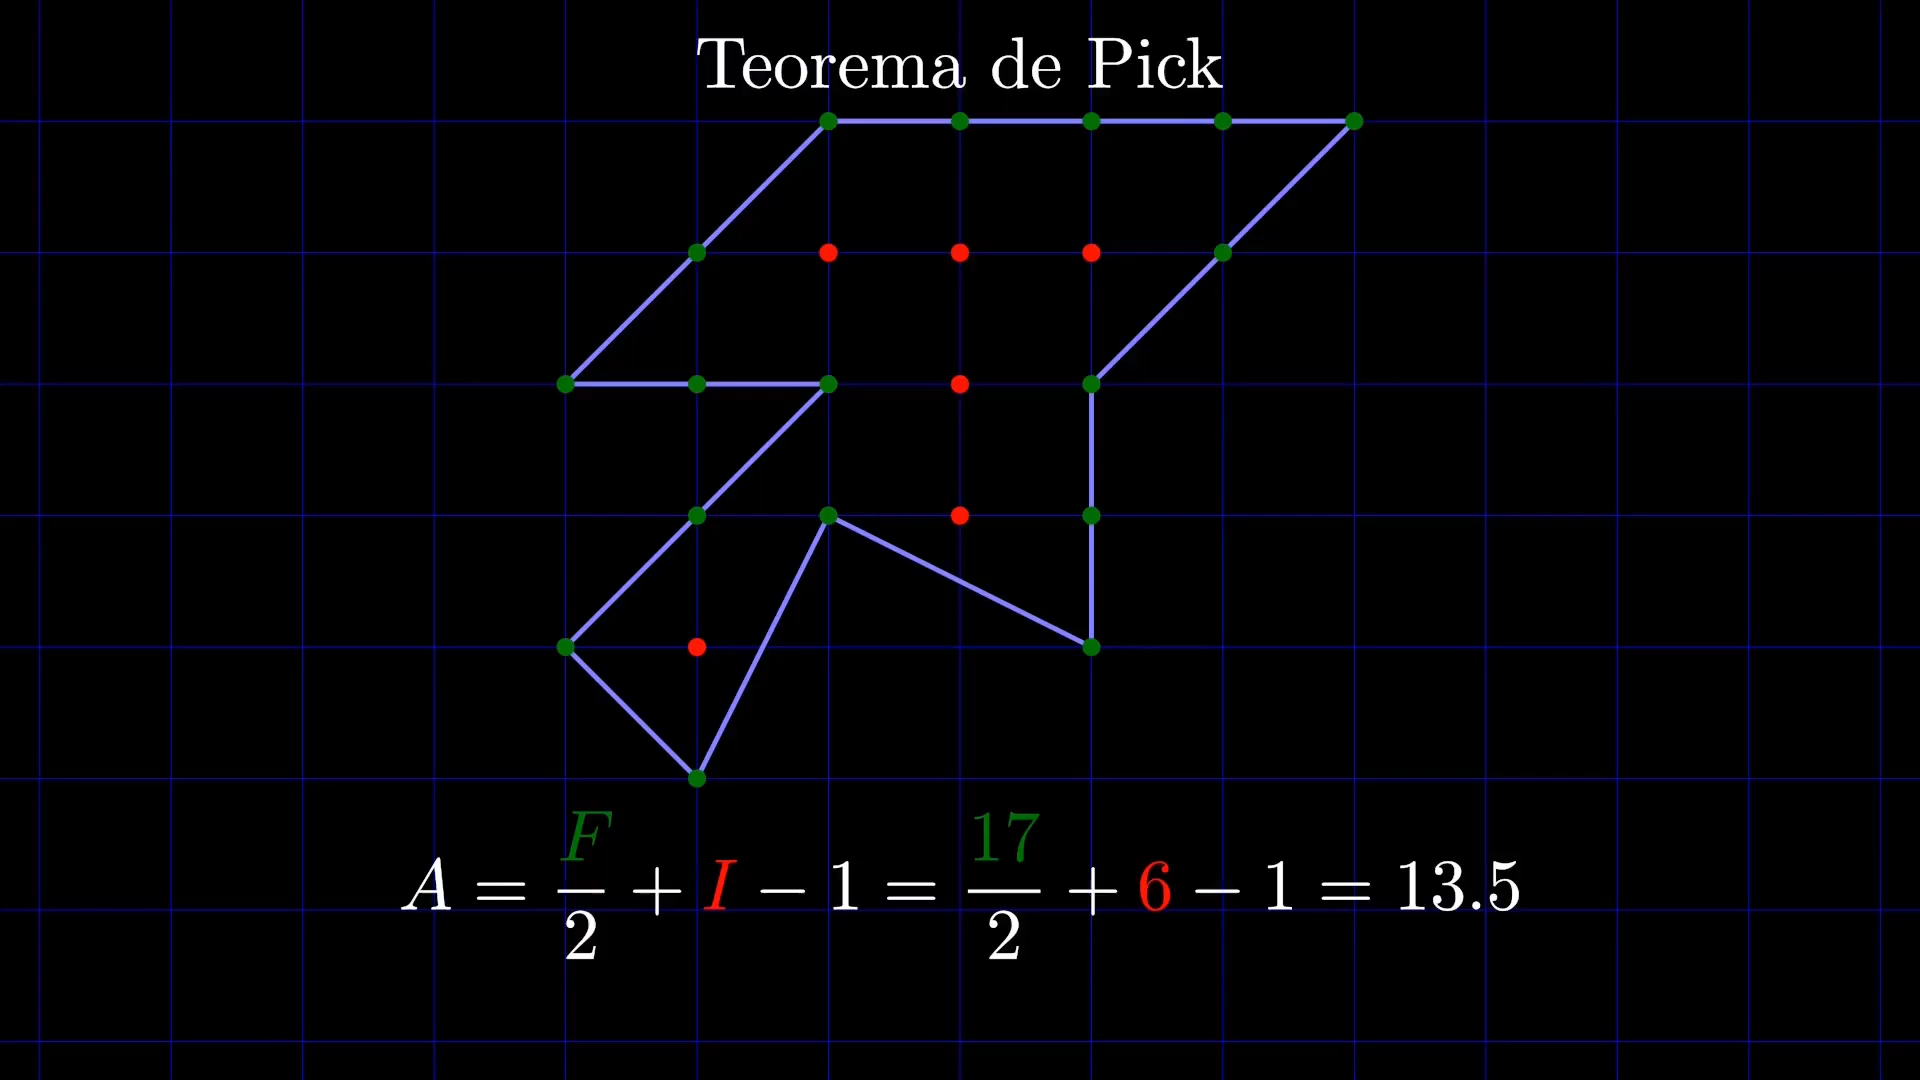 Teorema de Pick
A = F/2 + I − 1 = 17/2 + 6 − 1 = 13.5